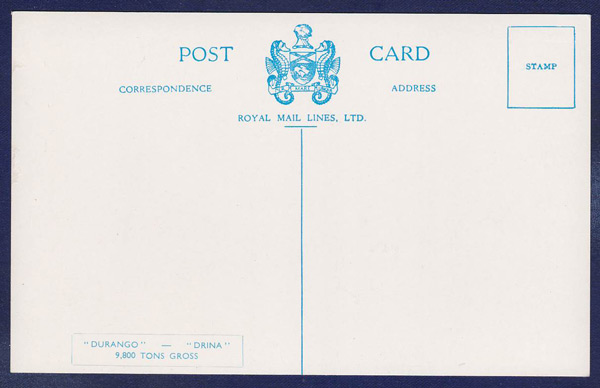 POST CARD
CORRESPONDENCE
ADDRESS
STAMP
ROYAL MAIL LINES, LTD.
"DURANGO" — "DRINA"
9,800 TONS GROSS